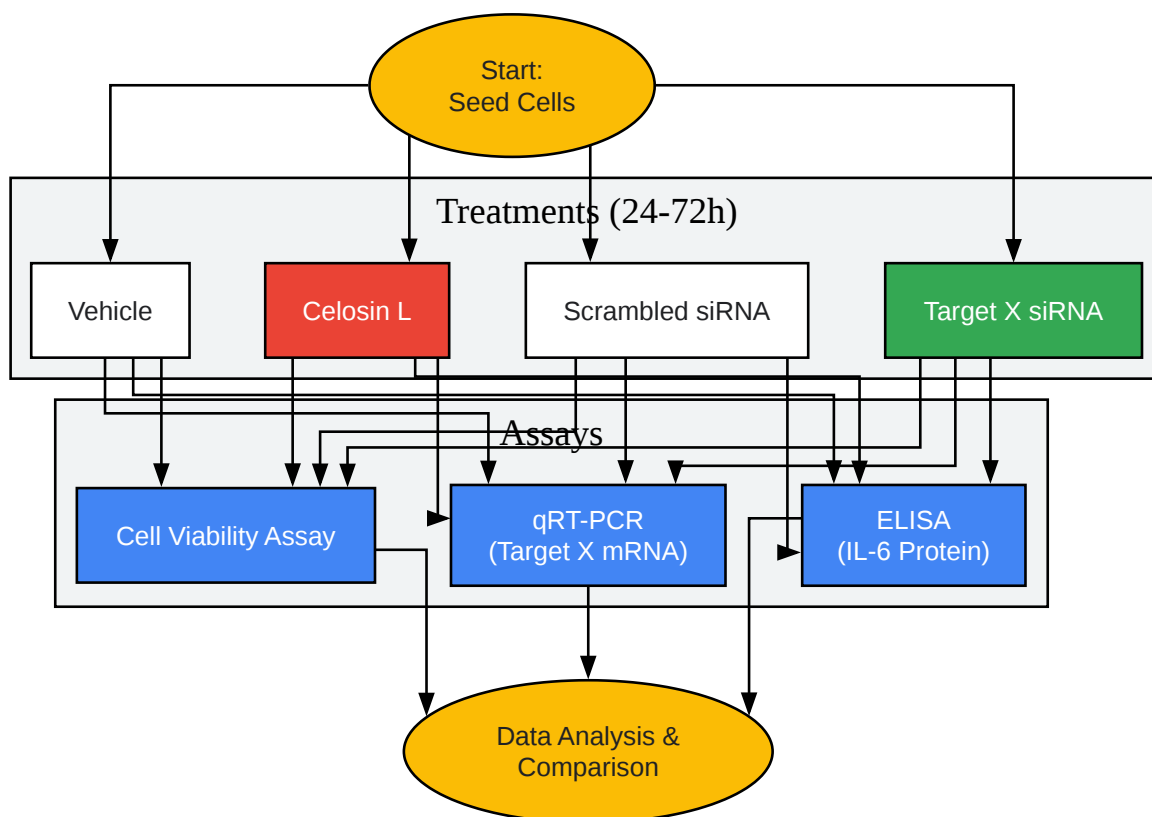 Start:
Seed Cells
Treatments (24-72h)
Vehicle
Celosin L
Scrambled siRNA
Target X siRNA
Assays
Cell Viability Assay
qRT-PCR
(Target X mRNA)
ELISA
(IL-6 Protein)
Data Analysis &
Comparison